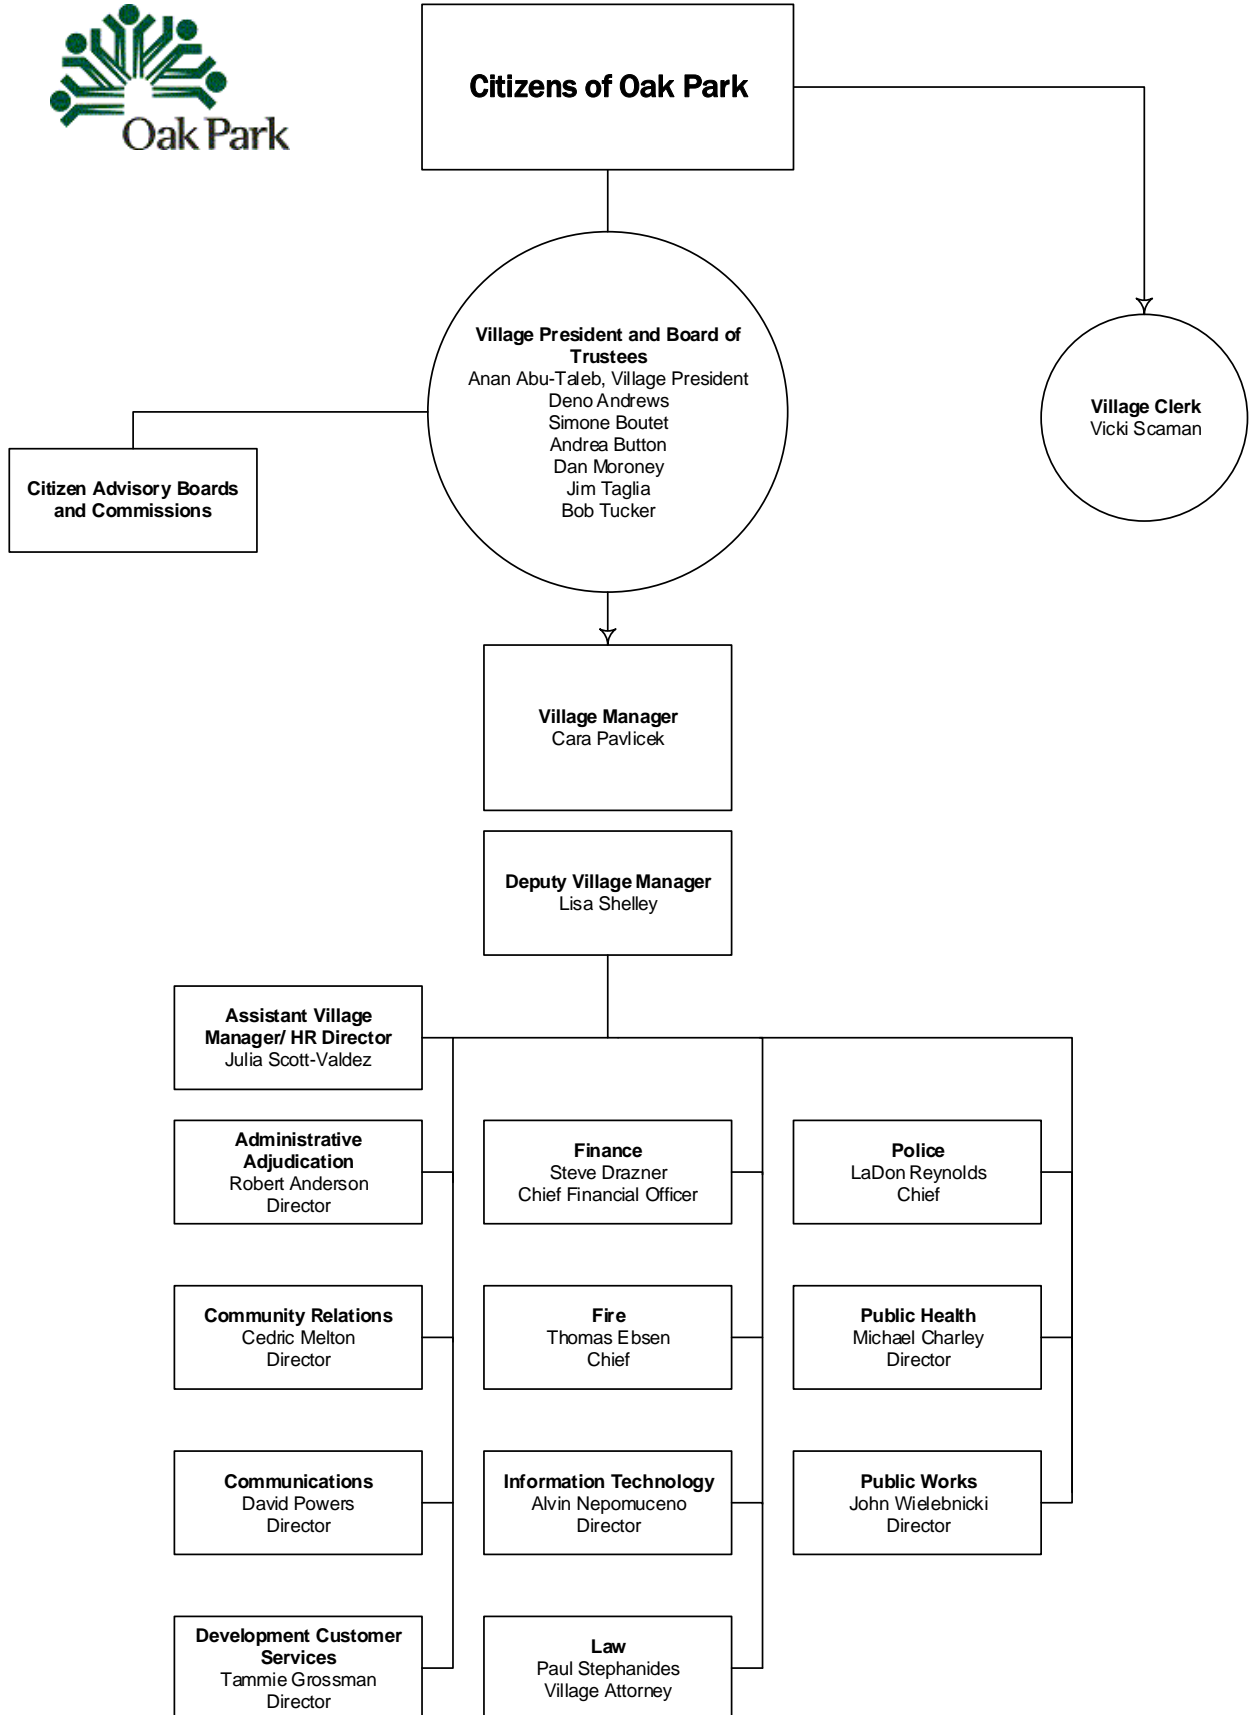 Oak Park
Citizens of Oak Park
Village President and Board of
Trustees
Anan Abu-Taleb, Village President
Deno Andrews
Simone Boutet
Andrea Button
Dan Moroney
Jim Taglia
Bob Tucker
Village Clerk
Vicki Scaman
Citizen Advisory Boards
and Commissions
Village Manager
Cara Pavlicek
Deputy Village Manager
Lisa Shelley
Assistant Village
Manager/ HR Director
Julia Scott-Valdez
Administrative
Adjudication
Robert Anderson
Director
Finance
Steve Drazner
Chief Financial Officer
Police
LaDon Reynolds
Chief
Community Relations
Cedric Melton
Director
Fire
Thomas Ebsen
Chief
Public Health
Michael Charley
Director
Communications
David Powers
Director
Information Technology
Alvin Nepomuceno
Director
Public Works
John Wielebnicki
Director
Development Customer
Services
Tammie Grossman
Director
Law
Paul Stephanides
Village Attorney